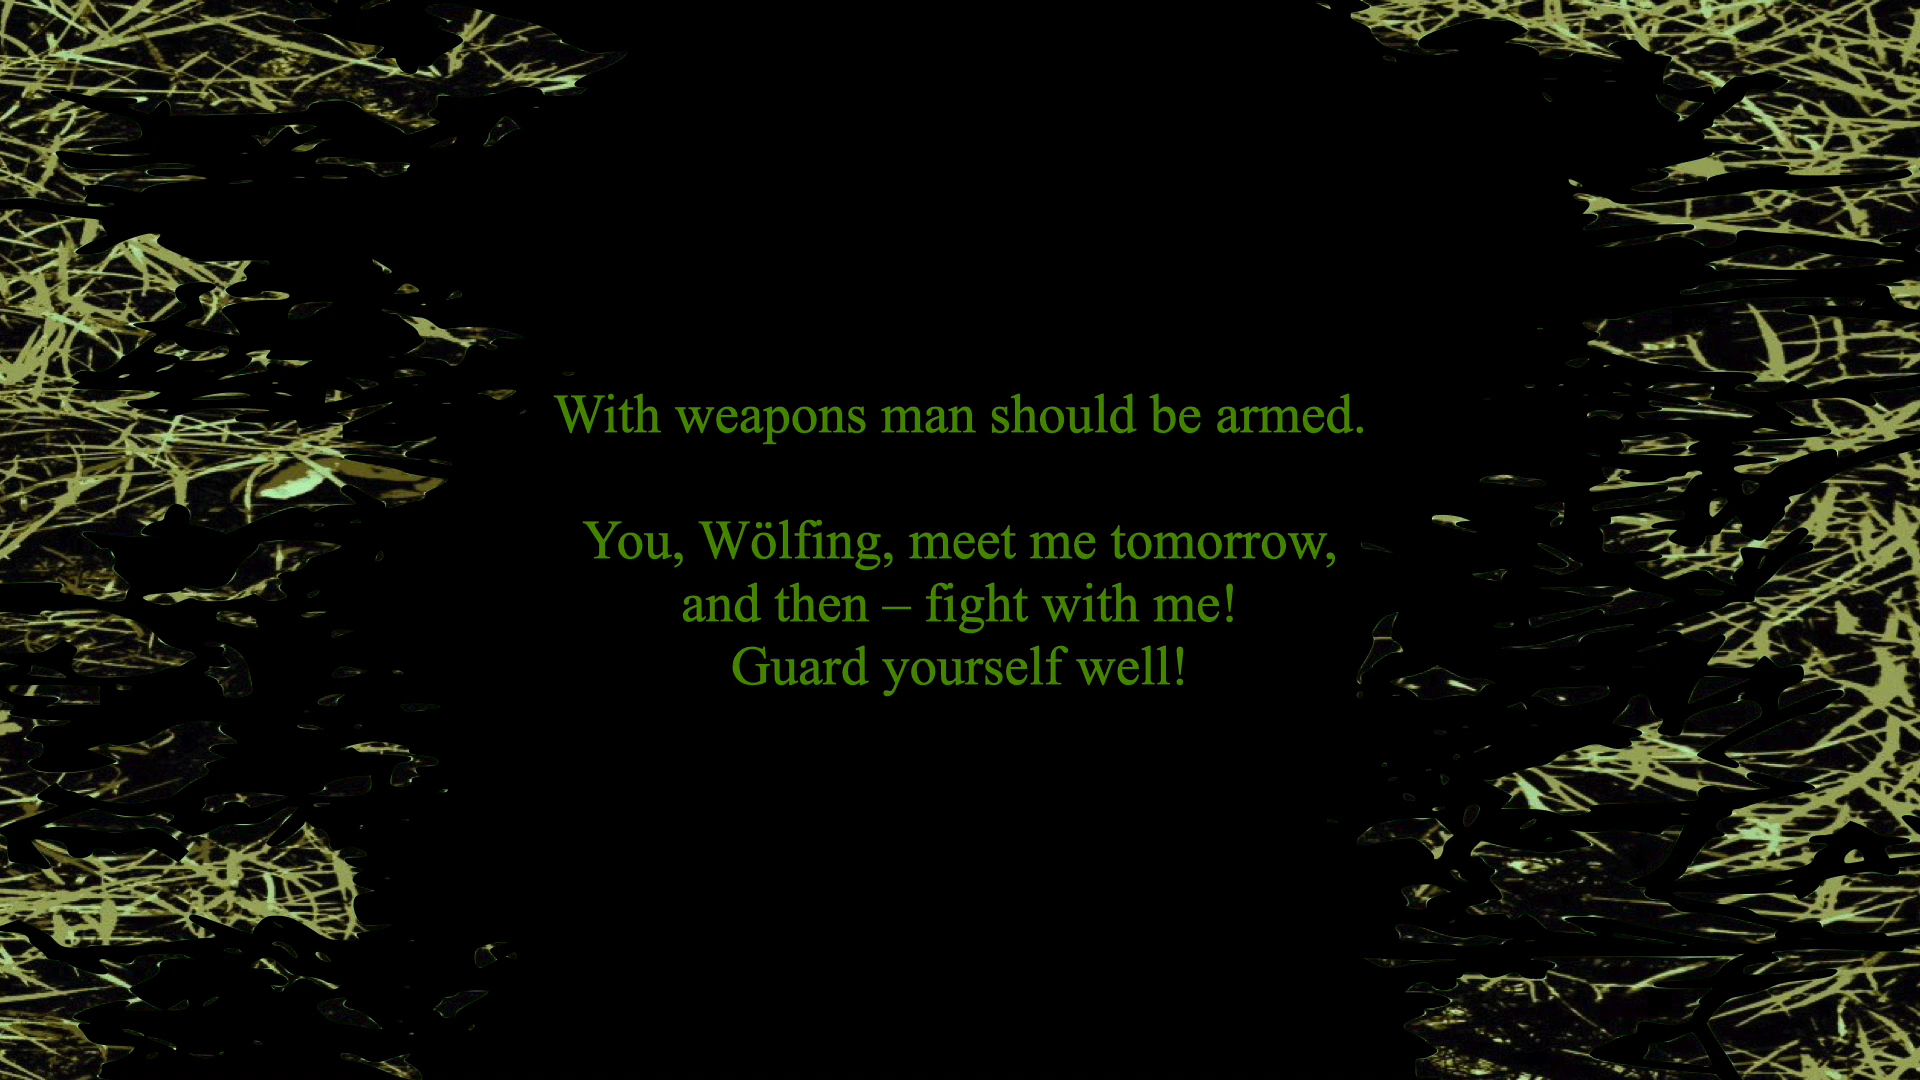 With weapons man should be armed.
You, Wölfing, meet me tomorrow,
and then – fight with me!
Guard yourself well!